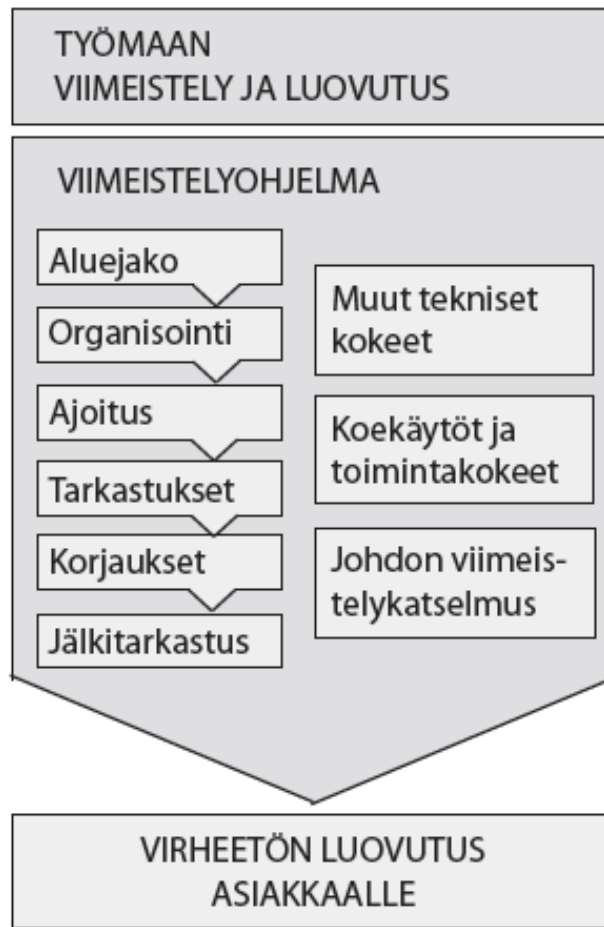 TYÖMAAN
VIIMEISTELY JA LUOVUTUS
VIIMEISTELYOHJELMA
Aluejako
Organisointi
Ajoitus
Tarkastukset
Korjaukset
Jälkitarkastus
Muut tekniset
kokeet
Koekäytöt ja
toimintakokeet
Johdon viimeis-
telykatselmus
VIRHEETÖN LUOVUTUS
ASIAKKAALLE